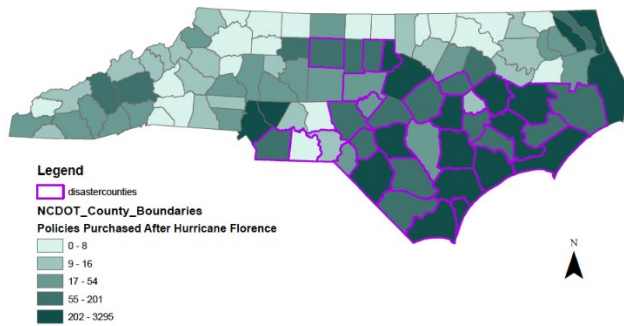 Legend
disastercounties
NCDOT_County_Boundaries
Policies Purchased After Hurricane Florence
0 - 8
9 - 16
17 - 54
55 - 201
202 - 3295
N